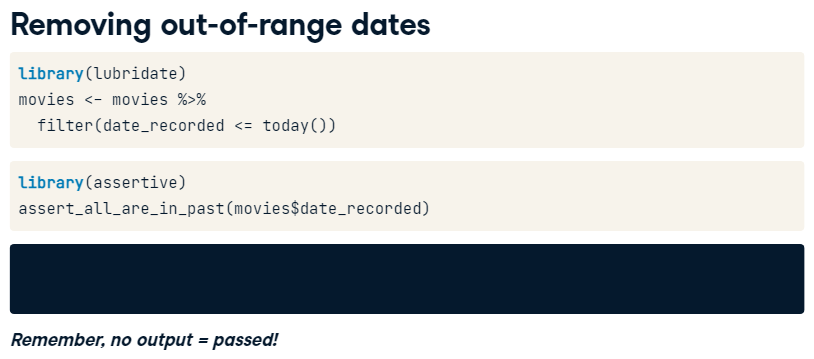 Removing out-of-range dates
library(lubridate)
movies <- movies %>%
  filter(date_recorded <= today())
library(assertive)
assert_all_are_in_past(movies$date_recorded)
Remember, no output = passed!